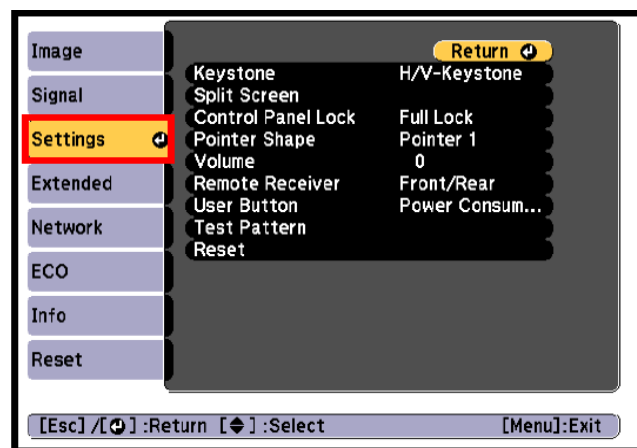 Image
Signal
Settings
Extended
Network
ECO
Info
Reset
Return
Keystone H/V-Keystone
Split Screen
Control Panel Lock Full Lock
Pointer Shape Pointer 1
Volume 0
Remote Receiver Front/Rear
User Button Power Consum...
Test Pattern
Reset
[Esc] /[ ] :Return [ ] :Select [Menu]:Exit